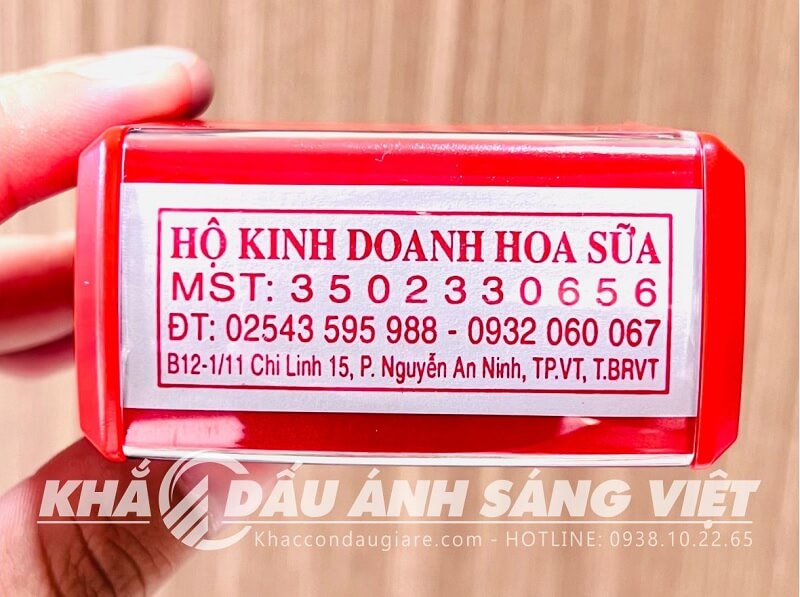 HỘ KINH DOANH HOA SỮA
MST: 3502330656
ĐT: 02543 595 988 - 0932 060 067
B12-1/11 Chi Linh 15, P. Nguyễn An Ninh, TP.VT, T.BRVT
KHẮC DẤU ÁNH SÁNG VIỆT
Khaccondaugiare.com - HOTLINE: 0938.10.22.65